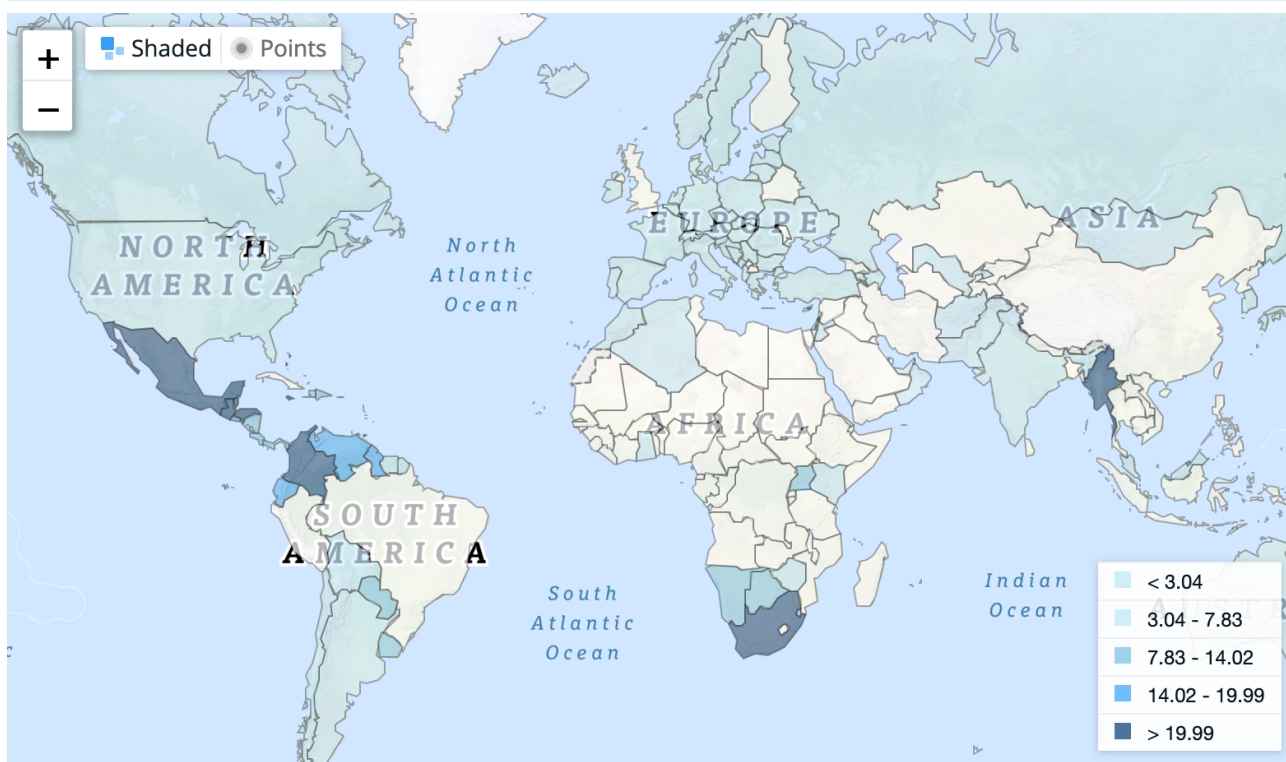 +
−
Shaded
Points
NORTH
AMERICA
North
Atlantic
Ocean
EUROPE
ASIA
AFRICA
SOUTH
AMERICA
South
Atlantic
Ocean
Indian
Ocean
< 3.04
3.04 - 7.83
7.83 - 14.02
14.02 - 19.99
> 19.99